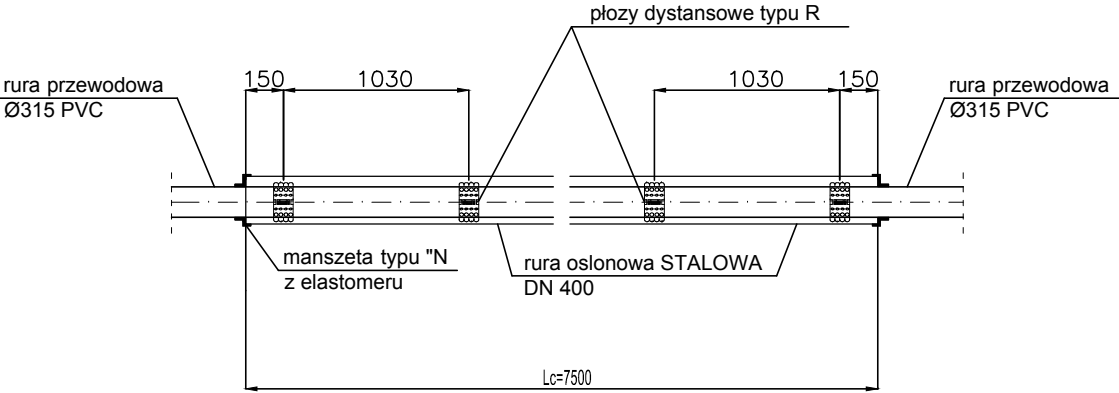 płozy dystansowe typu R
rura przewodowa
Ø315 PVC
150
1030
1030
150
rura przewodowa
Ø315 PVC
manszeta typu "N
z elastomeru
rura oslonowa STALOWA
DN 400
Lc=7500